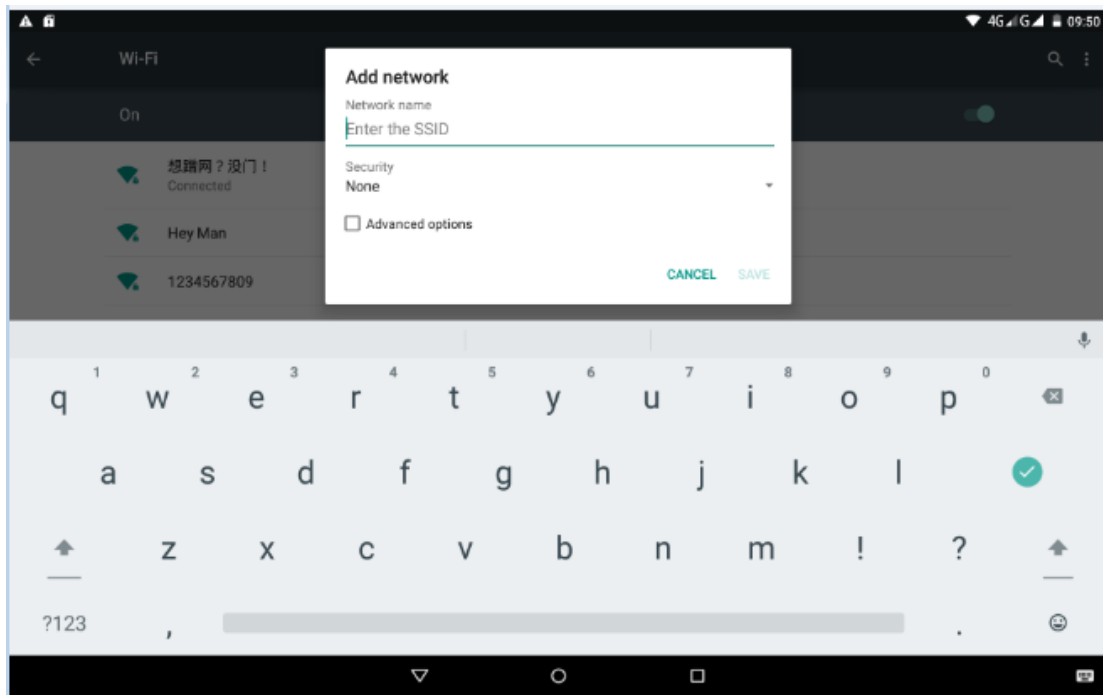 4G G 09:50
Wi-Fi
On
Add network
Network name
Enter the SSID
Security
None
Advanced options
CANCEL SAVE
想蹭网？没门！
Connected
Hey Man
1234567809
1 2 3 4 5 6 7 8 9 0
q w e r t y u i o p
a s d f g h j k l
z x c v b n m ! ?
?123 , .